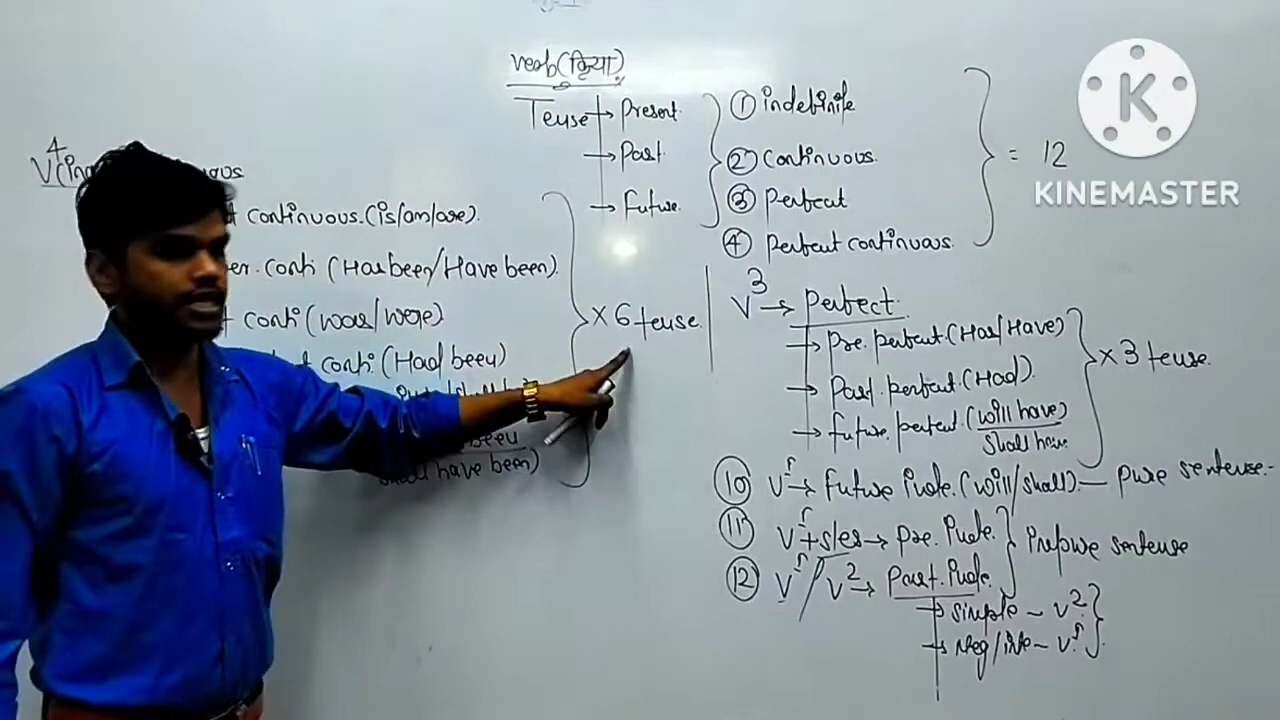 verb (क्रिया)
Tense → Present
→ Past
→ Future
① indefinite
② Continuous
③ Perfect
④ Perfect continuous
= 12
KINEMASTER
V⁴(ing
continuous (is/am/are).
Conti (Has been/Have been).
conti (was/were)
conti (Had been)
shall have been)
× 6 tense.
V³ → Perfect
→ Pre. perfect (Has/Have)
→ Past. perfect (Had).
→ future. perfect (will have/shall have)
× 3 tense.
⑩ V¹ → future Inde. (will/shall) — pure sentence.
⑪ V¹+s/es → pre. Inde.
⑫ V¹/V² → Past. Inde.
Inpure sentence
→ simple – V²
→ Neg/inte – V¹